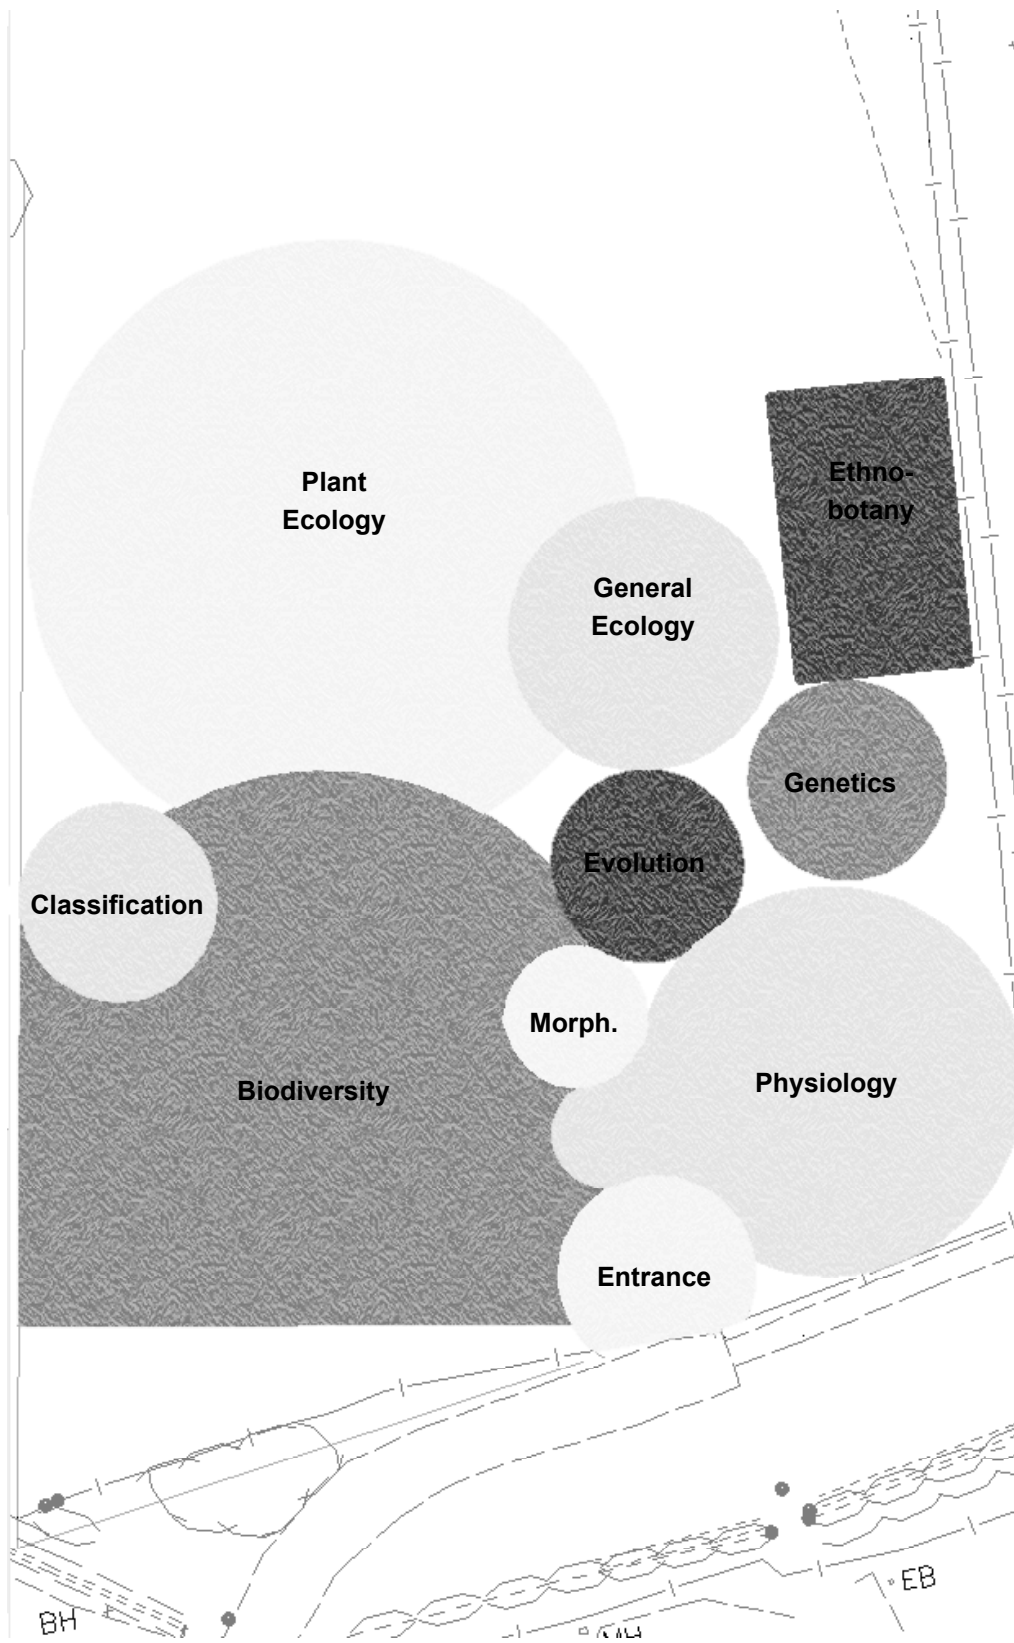 Plant
Ecology
Ethno-
botany
General
Ecology
Genetics
Evolution
Classification
Morph.
Biodiversity
Physiology
Entrance
EB
BH